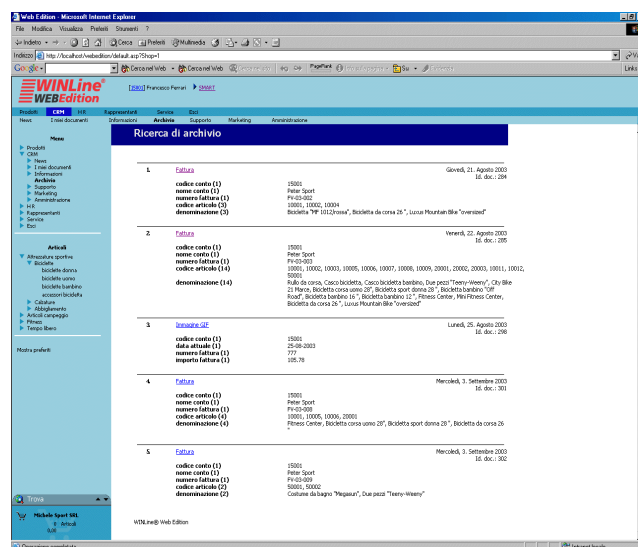 Web Edition - Microsoft Internet Explorer
File Modifica Visualizza Preferiti Strumenti ?
Indietro Cerca Preferiti Multimedia
Indirizzo http://localhost/webedition/default.asp?Shop=1
Google Cerca nel Web Cerca nel Web PageRank Su
Links
WINLine®
WEBEdition
[15001] Francesco Ferrari SMART
Prodotti CRM H R Rappresentanti Service Esci
News I miei documenti Informazioni Archivio Supporto Marketing Amministrazione
Menu
Prodotti
CRM
News
I miei documenti
Informazioni
Archivio
Supporto
Marketing
Amministrazione
H R
Rappresentanti
Service
Esci
Articoli
Attrezzature sportive
Biciclette
biciclette donna
biciclette uomo
biciclette bambino
accessori bicicletta
Calzature
Abbigliamento
Articoli campeggio
Fitness
Tempo libero
Mostra preferiti
Trova
Michele Sport SRL
0 Articoli
0,00
Ricerca di archivio
1. Fattura Giovedì, 21. Agosto 2003
Id. doc.: 284
codice conto (1) 15001
nome conto (1) Peter Sport
numero fattura (1) FV-03-002
codice articolo (3) 10001, 10002, 10004
denominazione (3) Bicicletta "MF 1012/rossa", Bicicletta da corsa 26 ", Luxus Mountain Bike "oversized"
2. Fattura Venerdì, 22. Agosto 2003
Id. doc.: 285
codice conto (1) 15001
nome conto (1) Peter Sport
numero fattura (1) FV-03-003
codice articolo (14) 10001, 10002, 10003, 10005, 10006, 10007, 10008, 10009, 20001, 20002, 20003, 10011, 10012,
50001
denominazione (14) Rullo da corsa, Casco bicicletta, Casco bicicletta bambino, Due pezzi "Teeny-Weeny", City Bike
21 Marce, Bicicletta corsa uomo 28", Bicicletta sport donna 28 ", Bicicletta bambino "Off
Road", Bicicletta bambino 16 ", Bicicletta bambino 12 ", Fitness Center, Mini Fitness Center,
Bicicletta da corsa 26 ", Luxus Mountain Bike "oversized"
3. Immagine GIF Lunedì, 25. Agosto 2003
Id. doc.: 298
codice conto (1) 15001
data attuale (1) 25-08-2003
numero fattura (1) 777
importo fattura (1) 105.78
4. Fattura Mercoledì, 3. Settembre 2003
Id. doc.: 301
codice conto (1) 15001
nome conto (1) Peter Sport
numero fattura (1) FV-03-008
codice articolo (4) 10001, 10005, 10006, 20001
denominazione (4) Fitness Center, Bicicletta corsa uomo 28", Bicicletta sport donna 28 ", Bicicletta da corsa 26
"
5. Fattura Mercoledì, 3. Settembre 2003
Id. doc.: 302
codice conto (1) 15001
nome conto (1) Peter Sport
numero fattura (1) FV-03-009
codice articolo (2) 50001, 50002
denominazione (2) Costume da bagno "Megasun", Due pezzi "Teeny-Weeny"
WINLine® Web Edition
Operazione completata Intranet locale